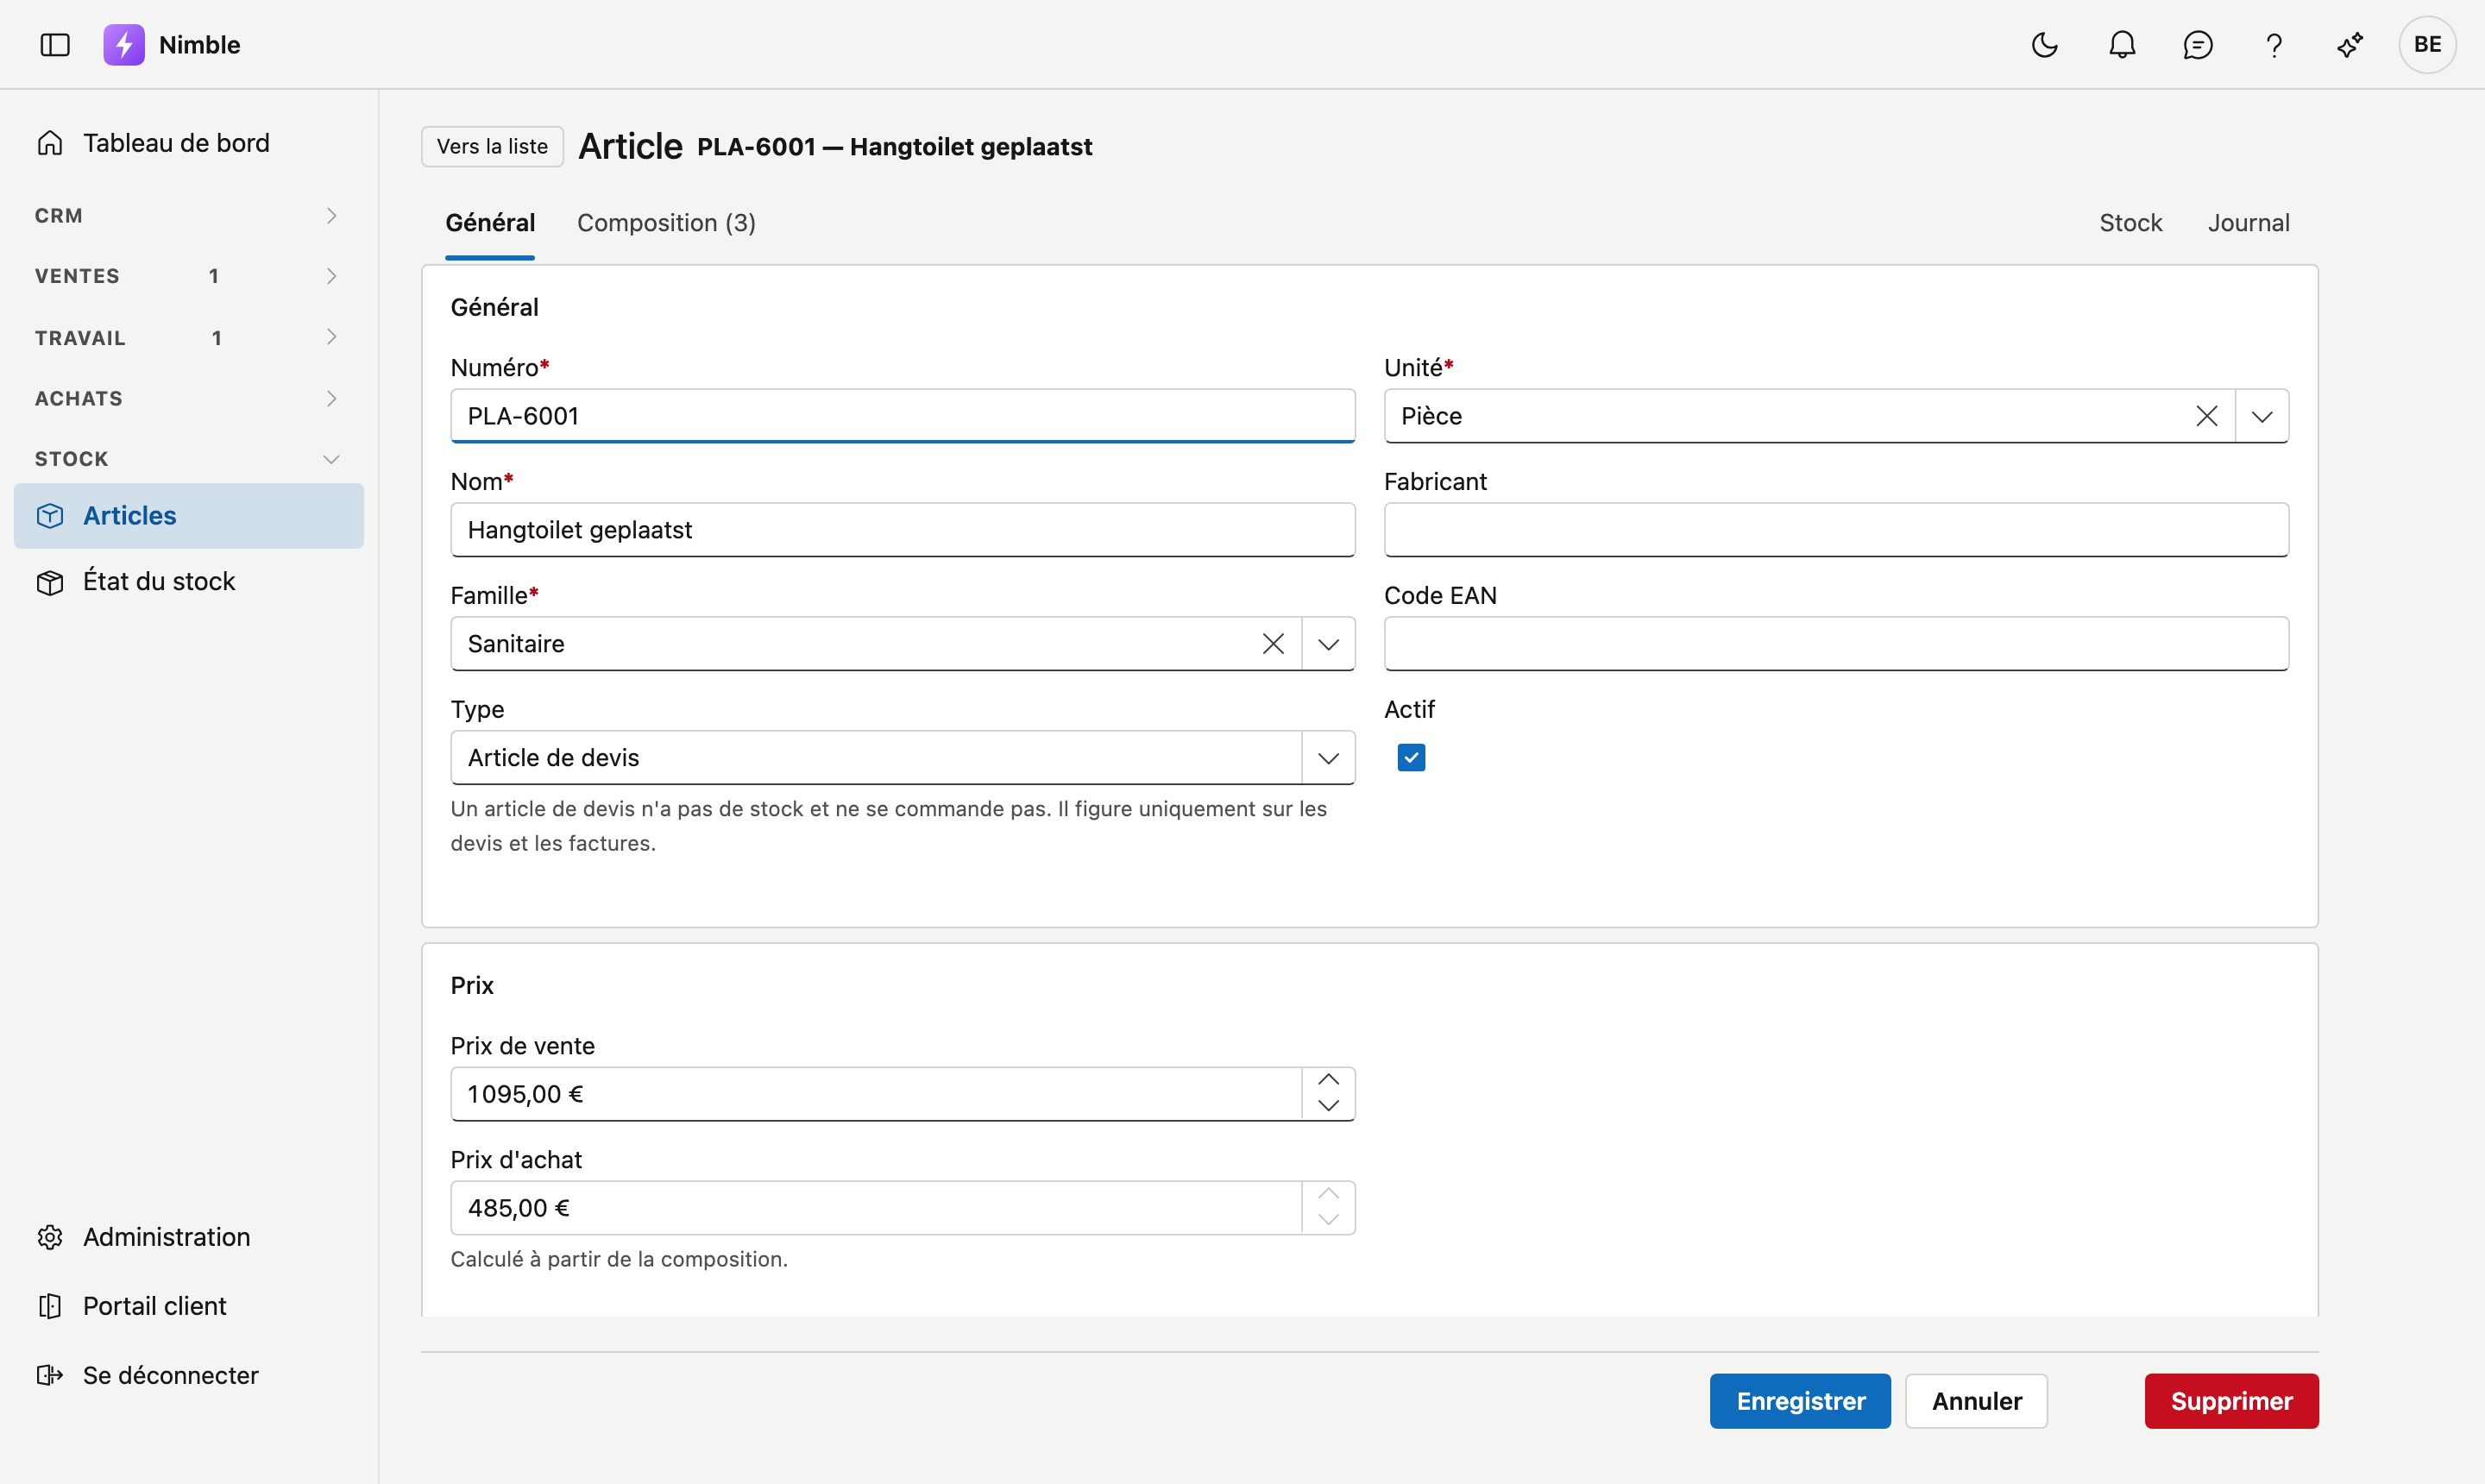 Nimble
BE
Tableau de bord
CRM
VENTES 1
TRAVAIL 1
ACHATS
STOCK
Articles
État du stock
Administration
Portail client
Se déconnecter
Vers la liste
Article PLA-6001 — Hangtoilet geplaatst
Général
Composition (3)
Stock
Journal
Général
Numéro*
PLA-6001
Unité*
Pièce
Nom*
Hangtoilet geplaatst
Fabricant
Famille*
Sanitaire
Code EAN
Type
Article de devis
Un article de devis n'a pas de stock et ne se commande pas. Il figure uniquement sur les
devis et les factures.
Actif
Prix
Prix de vente
1 095,00 €
Prix d'achat
485,00 €
Calculé à partir de la composition.
Enregistrer
Annuler
Supprimer